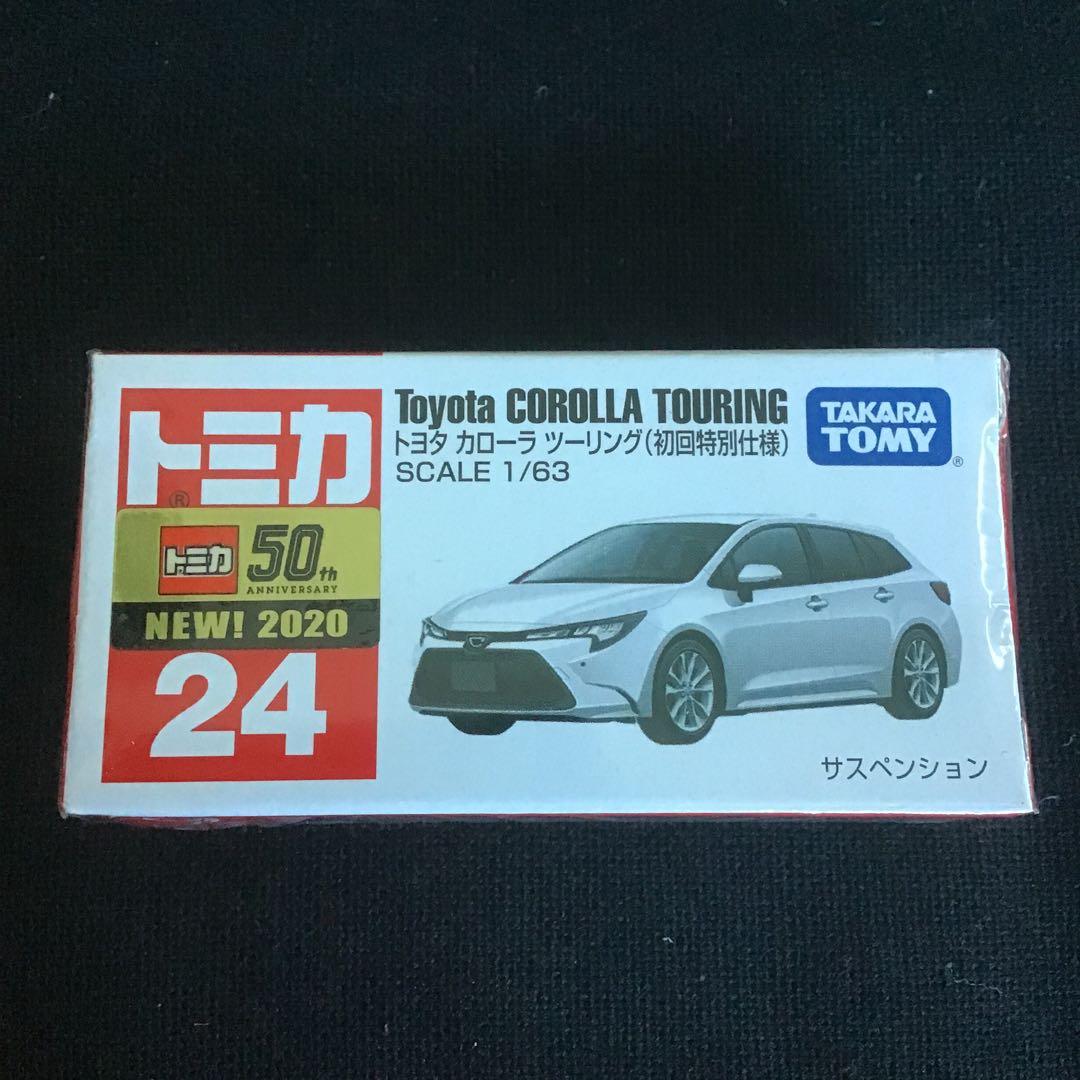 トミカ®
トミカ 50th
ANNIVERSARY
NEW! 2020
24
Toyota COROLLA TOURING
トヨタ カローラ ツーリング(初回特別仕様)
SCALE 1/63
TAKARA
TOMY®
サスペンション